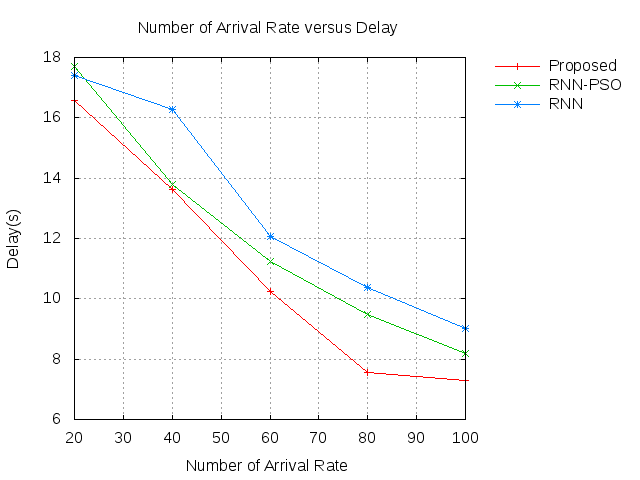 Number of Arrival Rate versus Delay
Proposed
RNN-PSO
RNN
Delay(s)
18
16
14
12
10
8
6
20 30 40 50 60 70 80 90 100
Number of Arrival Rate